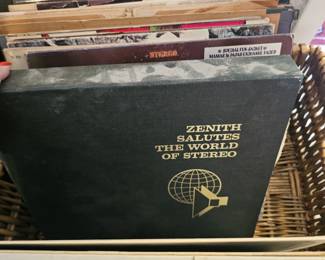 STEREO
ZENITH
SALUTES
THE WORLD
OF STEREO